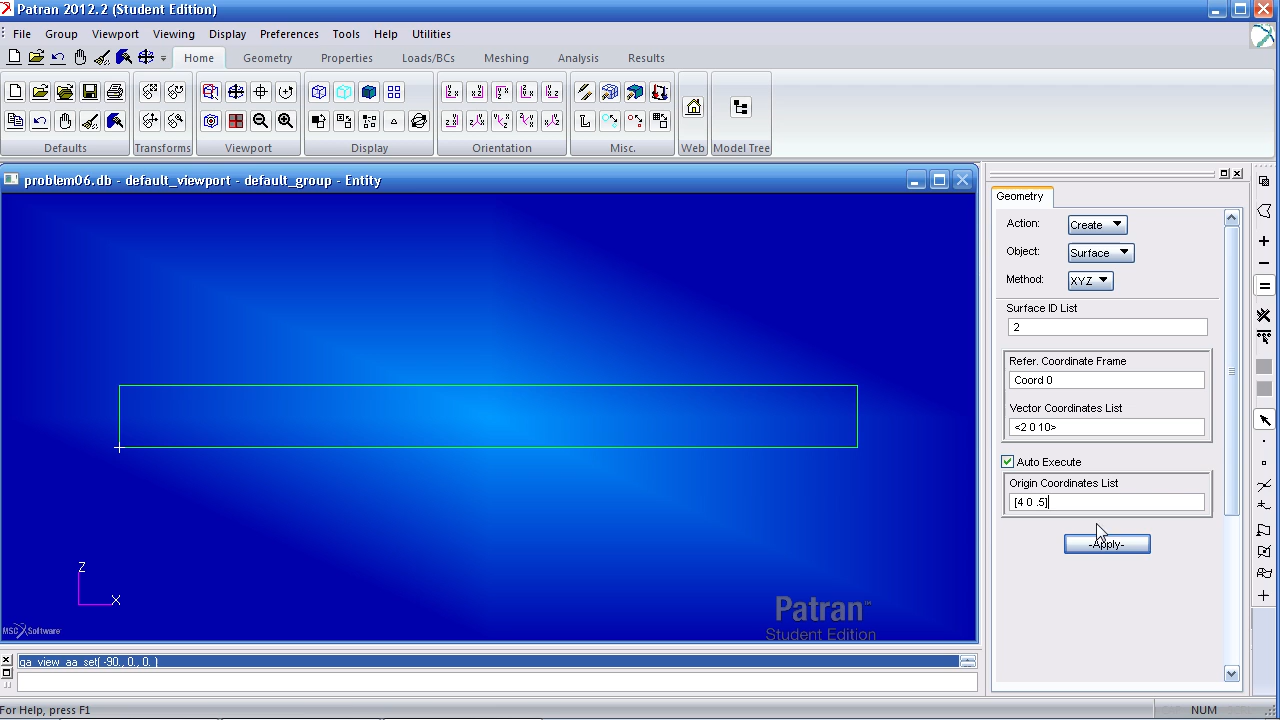 Patran 2012.2 (Student Edition)
File Group Viewport Viewing Display Preferences Tools Help Utilities
Home Geometry Properties Loads/BCs Meshing Analysis Results
Defaults Transforms Viewport Display Orientation Misc. Web Model Tree
problem06.db - default_viewport - default_group - Entity
Z
X
MSC Software
Patran™
Student Edition
ga_view_aa_set( -90., 0., 0. )
Geometry
Action: Create
Object: Surface
Method: XYZ
Surface ID List
2
Refer. Coordinate Frame
Coord 0
Vector Coordinates List
<2 0 10>
Auto Execute
Origin Coordinates List
[4 0 .5]
-Apply-
For Help, press F1
NUM